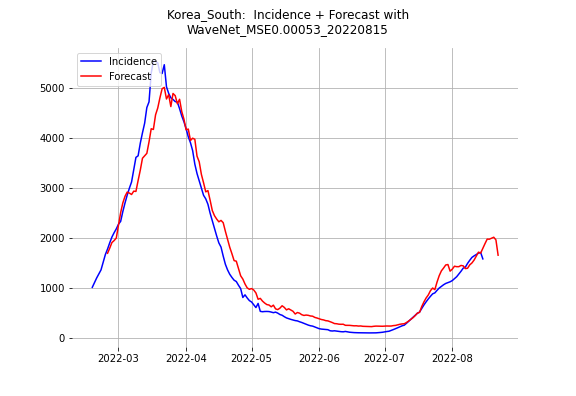 Korea_South:  Incidence + Forecast with
WaveNet_MSE0.00053_20220815
Incidence
Forecast
5000
4000
3000
2000
1000
0
2022-03 2022-04 2022-05 2022-06 2022-07 2022-08